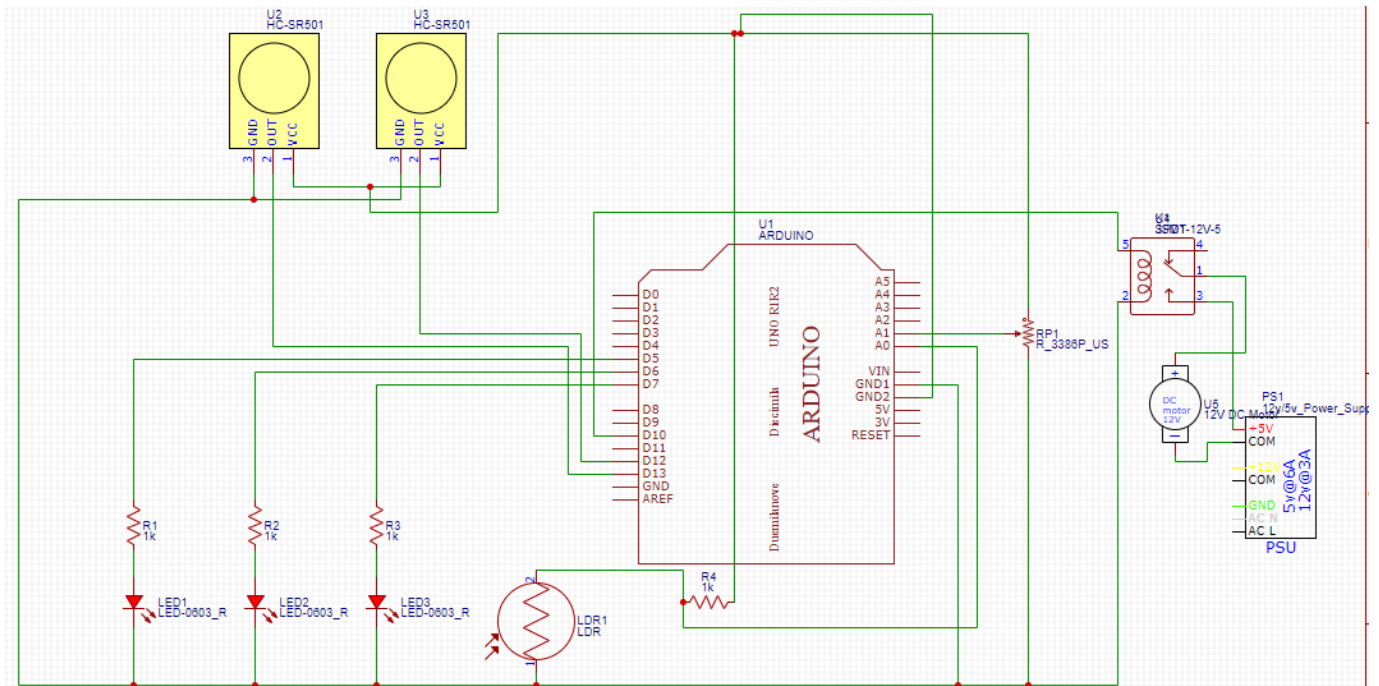 U2
HC-SR501
U3
HC-SR501
GND
OUT
VCC
3
2
1
GND
OUT
VCC
3
2
1
U1
ARDUINO
D0
D1
D2
D3
D4
D5
D6
D7
D8
D9
D10
D11
D12
D13
GND
AREF
UNO R1R2
Discimila
Duemilanove
ARDUINO
A5
A4
A3
A2
A1
A0
VIN
GND1
GND2
5V
3V
RESET
RP1
R_3386P_US
5
2
4
1
3
DC
motor
12V
+
−
U5
12V DC Motor
PS1
12v/5v_Power_Supp
+5V
COM
+12V
COM
GND
AC N
AC L
5v@6A
12v@3A
PSU
R1
1k
R2
1k
R3
1k
R4
1k
LED1
LED-0603_R
LED2
LED-0603_R
LED3
LED-0603_R
2
1
LDR1
LDR